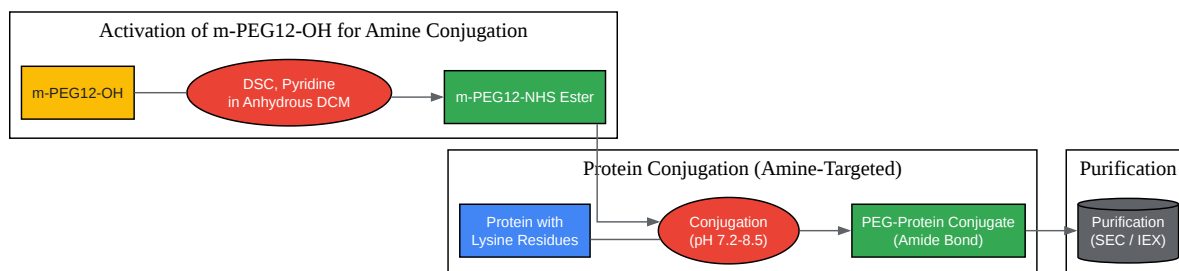 Activation of m-PEG12-OH for Amine Conjugation
m-PEG12-OH
DSC, Pyridine
in Anhydrous DCM
m-PEG12-NHS Ester
Protein Conjugation (Amine-Targeted)
Protein with
Lysine Residues
Conjugation
(pH 7.2-8.5)
PEG-Protein Conjugate
(Amide Bond)
Purification
Purification
(SEC / IEX)